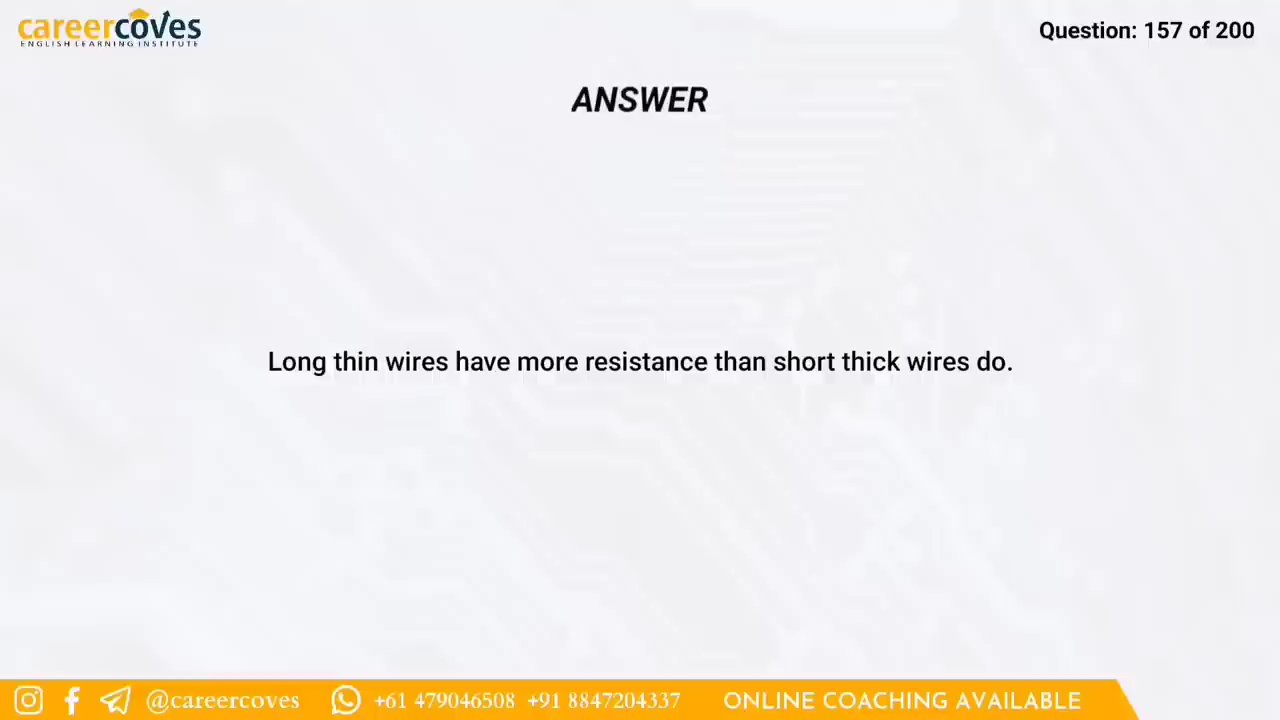 careercoves
ENGLISH LEARNING INSTITUTE
Question: 157 of 200
ANSWER
Long thin wires have more resistance than short thick wires do.
@careercoves +61 479046508 +91 8847204337 ONLINE COACHING AVAILABLE